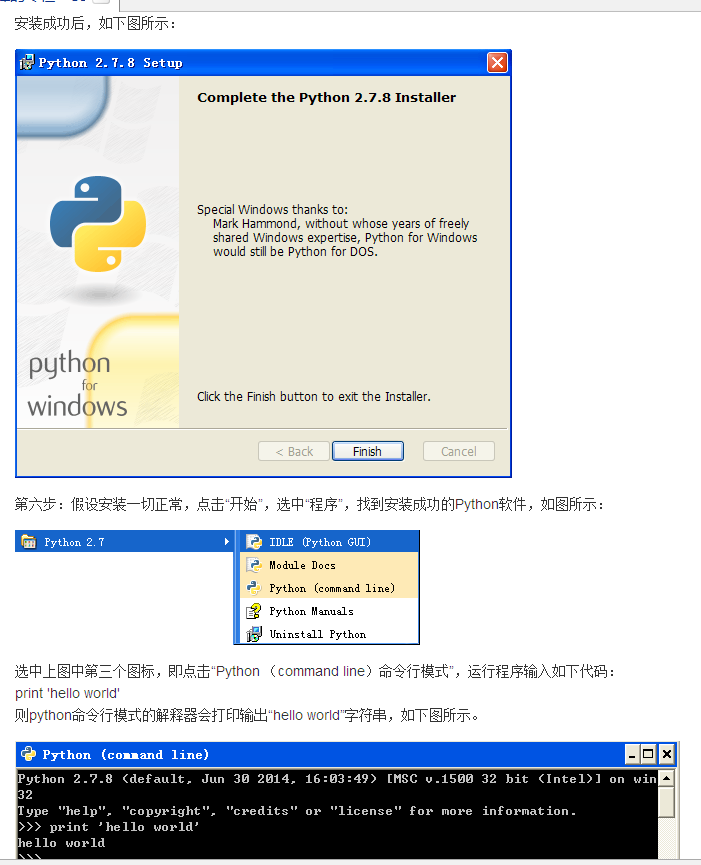 安装成功后，如下图所示：
Python 2.7.8 Setup
Complete the Python 2.7.8 Installer
Special Windows thanks to:
Mark Hammond, without whose years of freely
shared Windows expertise, Python for Windows
would still be Python for DOS.
python
for
windows
Click the Finish button to exit the Installer.
< Back
Finish
Cancel
第六步：假设安装一切正常，点击“开始”，选中“程序”，找到安装成功的Python软件，如图所示：
Python 2.7
IDLE (Python GUI)
Module Docs
Python (command line)
Python Manuals
Uninstall Python
选中上图中第三个图标，即点击“Python （command line）命令行模式”，运行程序输入如下代码：
print 'hello world'
则python命令行模式的解释器会打印输出“hello world”字符串，如下图所示。
Python (command line)
Python 2.7.8 (default, Jun 30 2014, 16:03:49) [MSC v.1500 32 bit (Intel)] on win
32
Type "help", "copyright", "credits" or "license" for more information.
>>> print 'hello world'
hello world
>>>